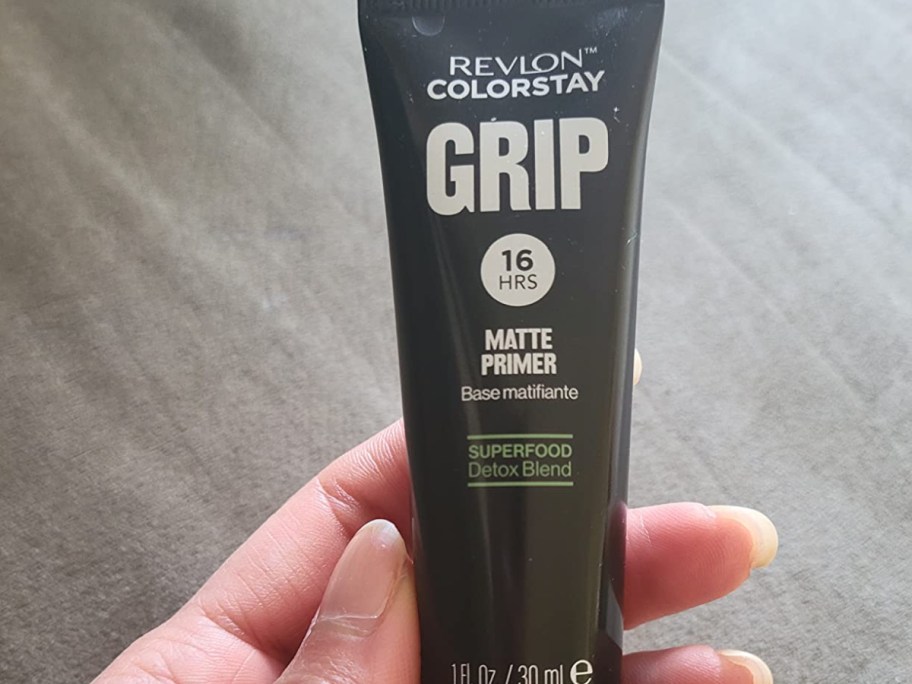 REVLON™
COLORSTAY
GRIP
16
HRS
MATTE
PRIMER
Base matifiante
SUPERFOOD
Detox Blend
1 Fl Oz / 30 ml e